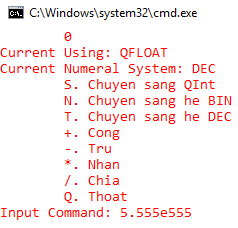 C:\Windows\system32\cmd.exe
0
Current Using: QFLOAT
Current Numeral System: DEC
S. Chuyen sang QInt
N. Chuyen sang he BIN
T. Chuyen sang he DEC
+. Cong
-. Tru
*. Nhan
/. Chia
Q. Thoat
Input Command: 5.555e555